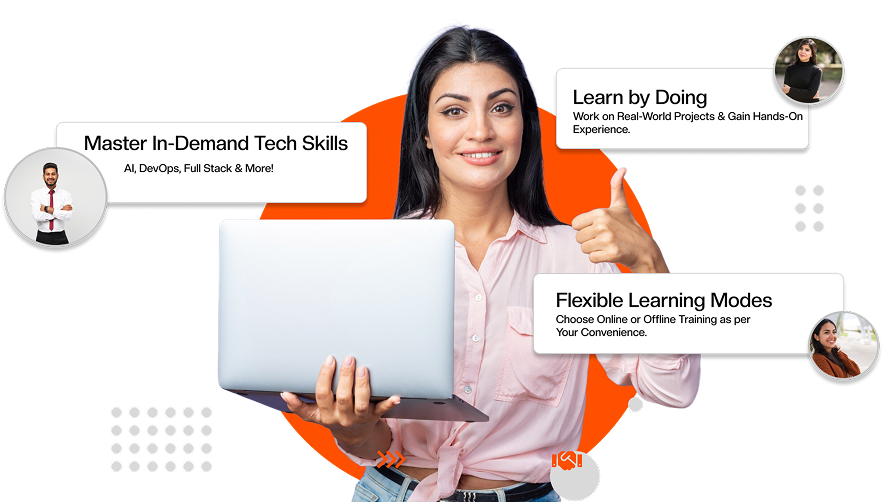 Master In-Demand Tech Skills
AI, DevOps, Full Stack & More!
Learn by Doing
Work on Real-World Projects & Gain Hands-On
Experience.
Flexible Learning Modes
Choose Online or Offline Training as per
Your Convenience.